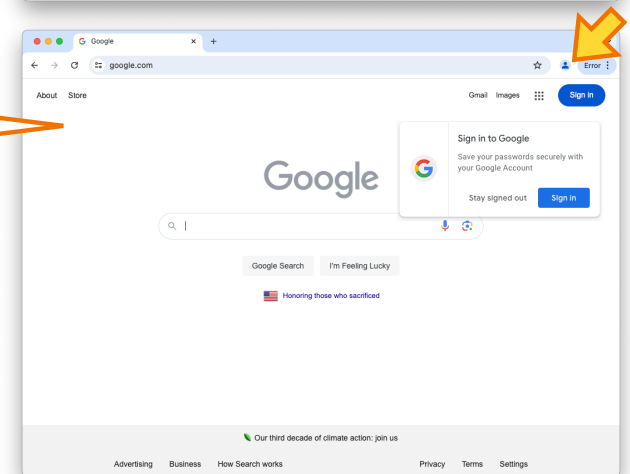 G Google × +
google.com
Error
About Store
Gmail Images
Sign in
Sign in to Google
Save your passwords securely with
your Google Account
Stay signed out Sign in
Google
Google Search I'm Feeling Lucky
Honoring those who sacrificed
Our third decade of climate action: join us
Advertising Business How Search works Privacy Terms Settings